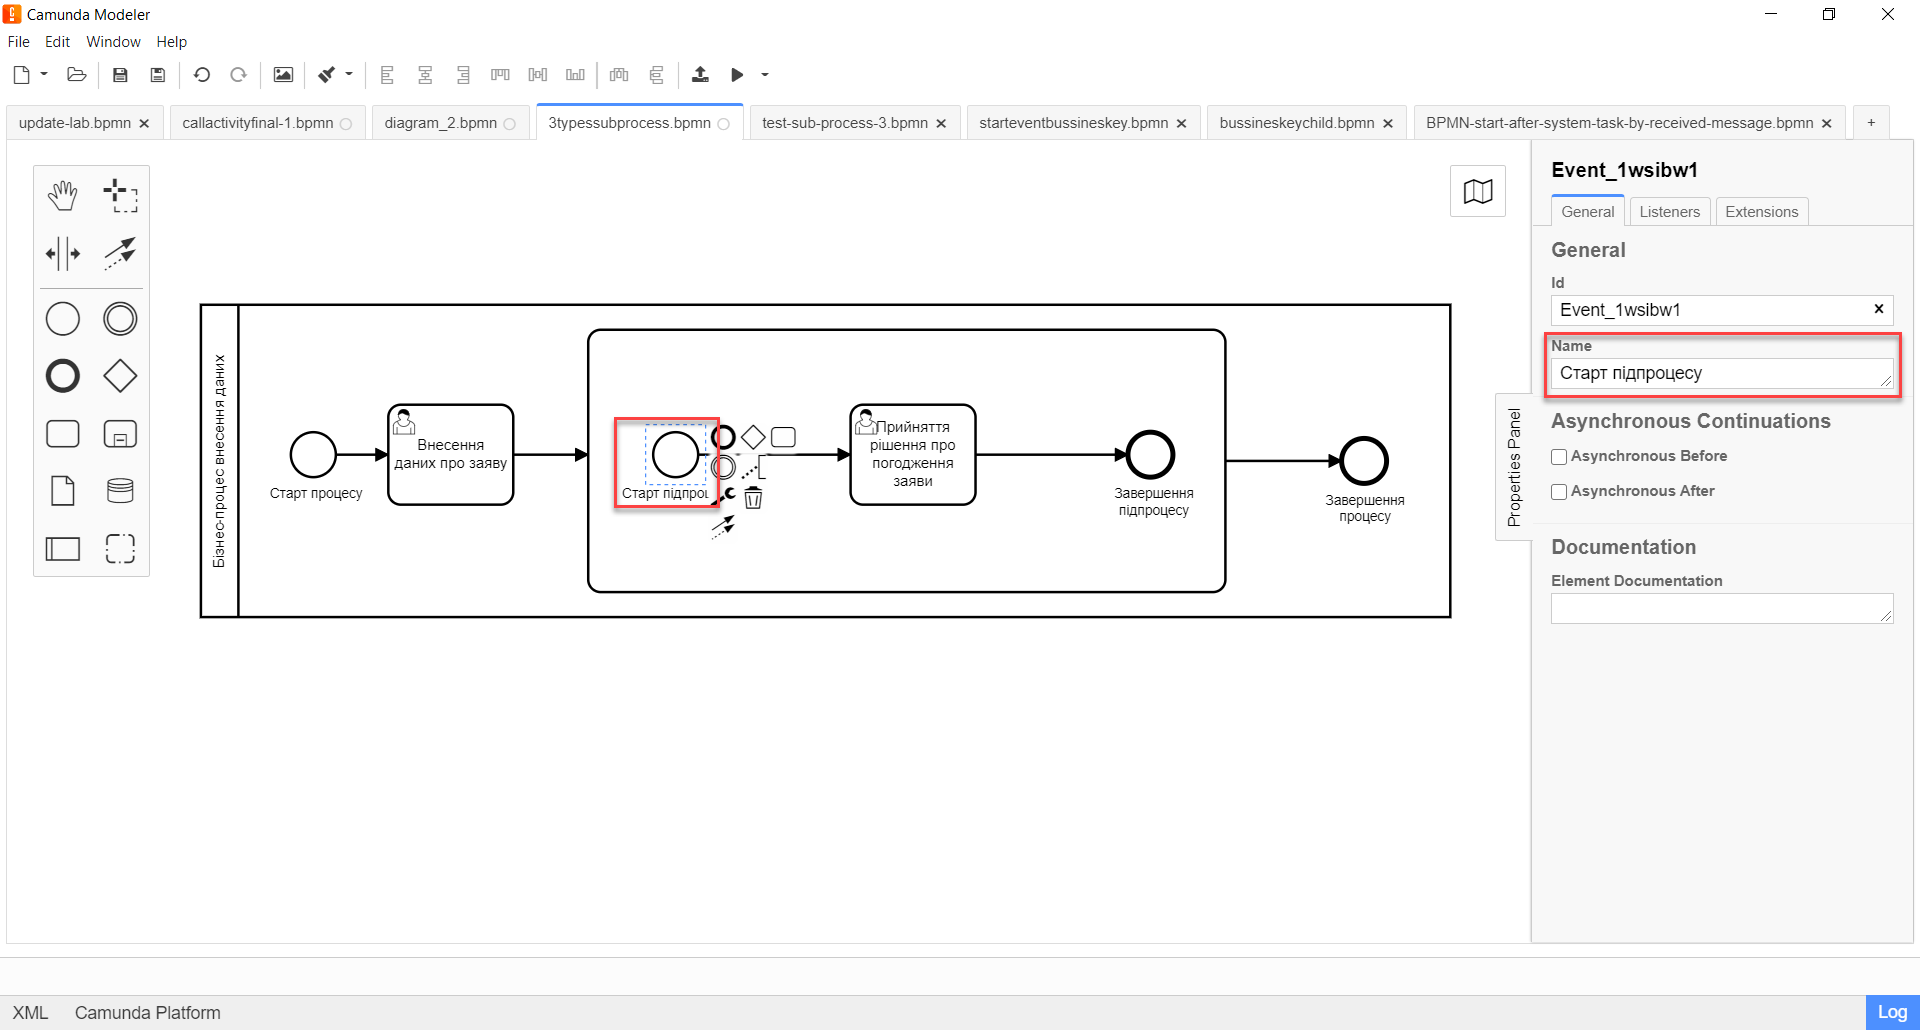 Camunda Modeler
File Edit Window Help
update-lab.bpmn
callactivityfinal-1.bpmn
diagram_2.bpmn
3typessubprocess.bpmn
test-sub-process-3.bpmn
starteventbussineskey.bpmn
bussineskeychild.bpmn
BPMN-start-after-system-task-by-received-message.bpmn
+
Бізнес-процес внесення даних
Старт процесу
Внесення
даних про заяву
Старт підпроц
Прийняття
рішення про
погодження
заяви
Завершення
підпроцесу
Завершення
процесу
Properties Panel
Event_1wsibw1
General Listeners Extensions
General
Id
Event_1wsibw1
Name
Старт підпроцесу
Asynchronous Continuations
Asynchronous Before
Asynchronous After
Documentation
Element Documentation
XML Camunda Platform
Log